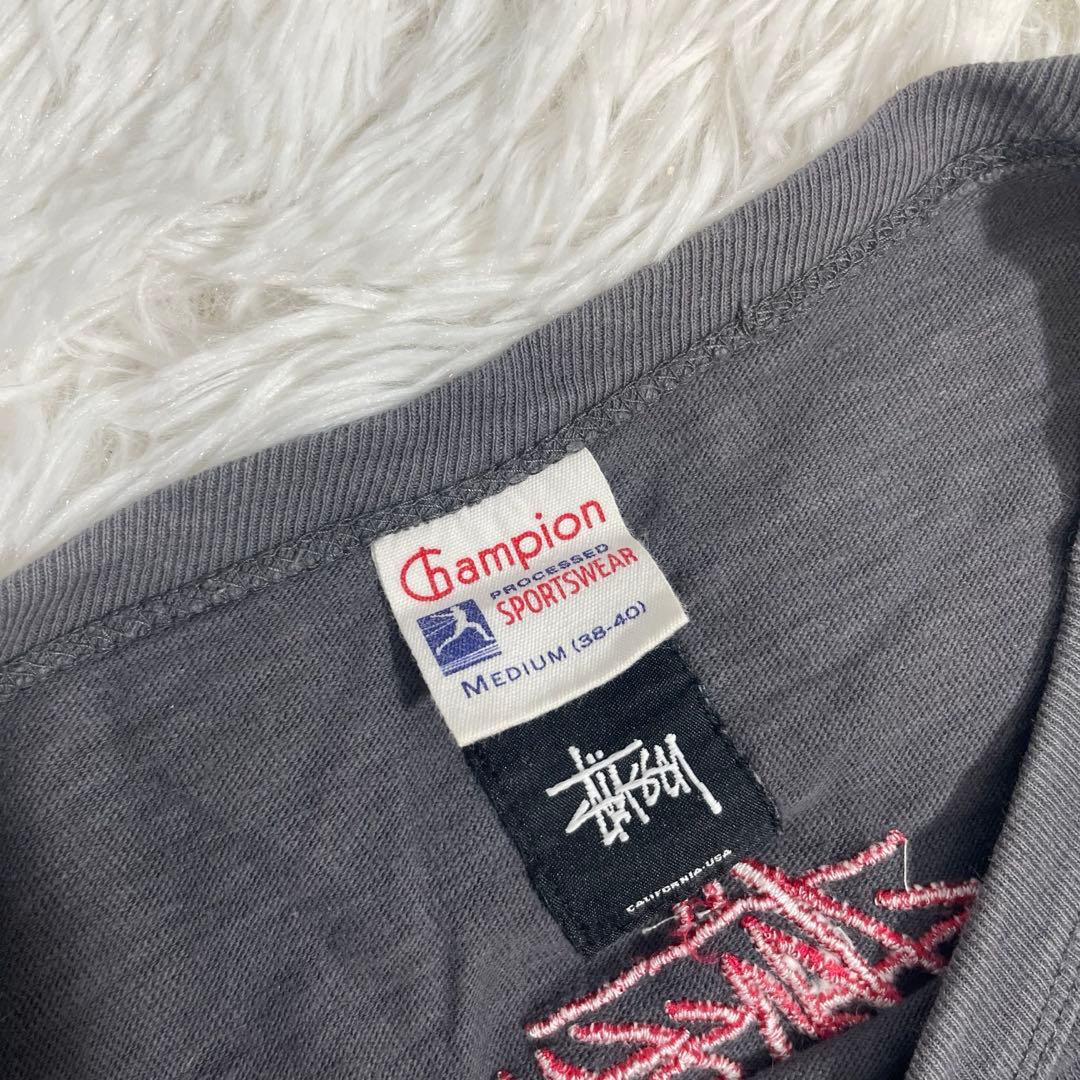 Champion
PROCESSED
SPORTSWEAR
MEDIUM (38-40)
Stüssy
CALIFORNIA·USA